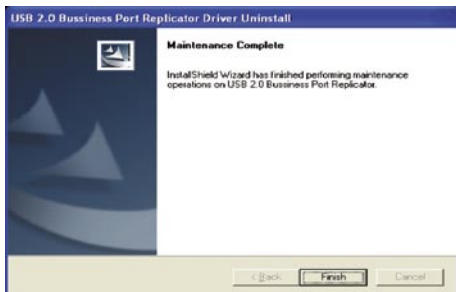 USB 2.0 Bussiness Port Replicator Driver Uninstall
Maintenance Complete
InstallShield Wizard has finished performing maintenance
operations on USB 2.0 Bussiness Port Replicator.
< Back
Finish
Cancel